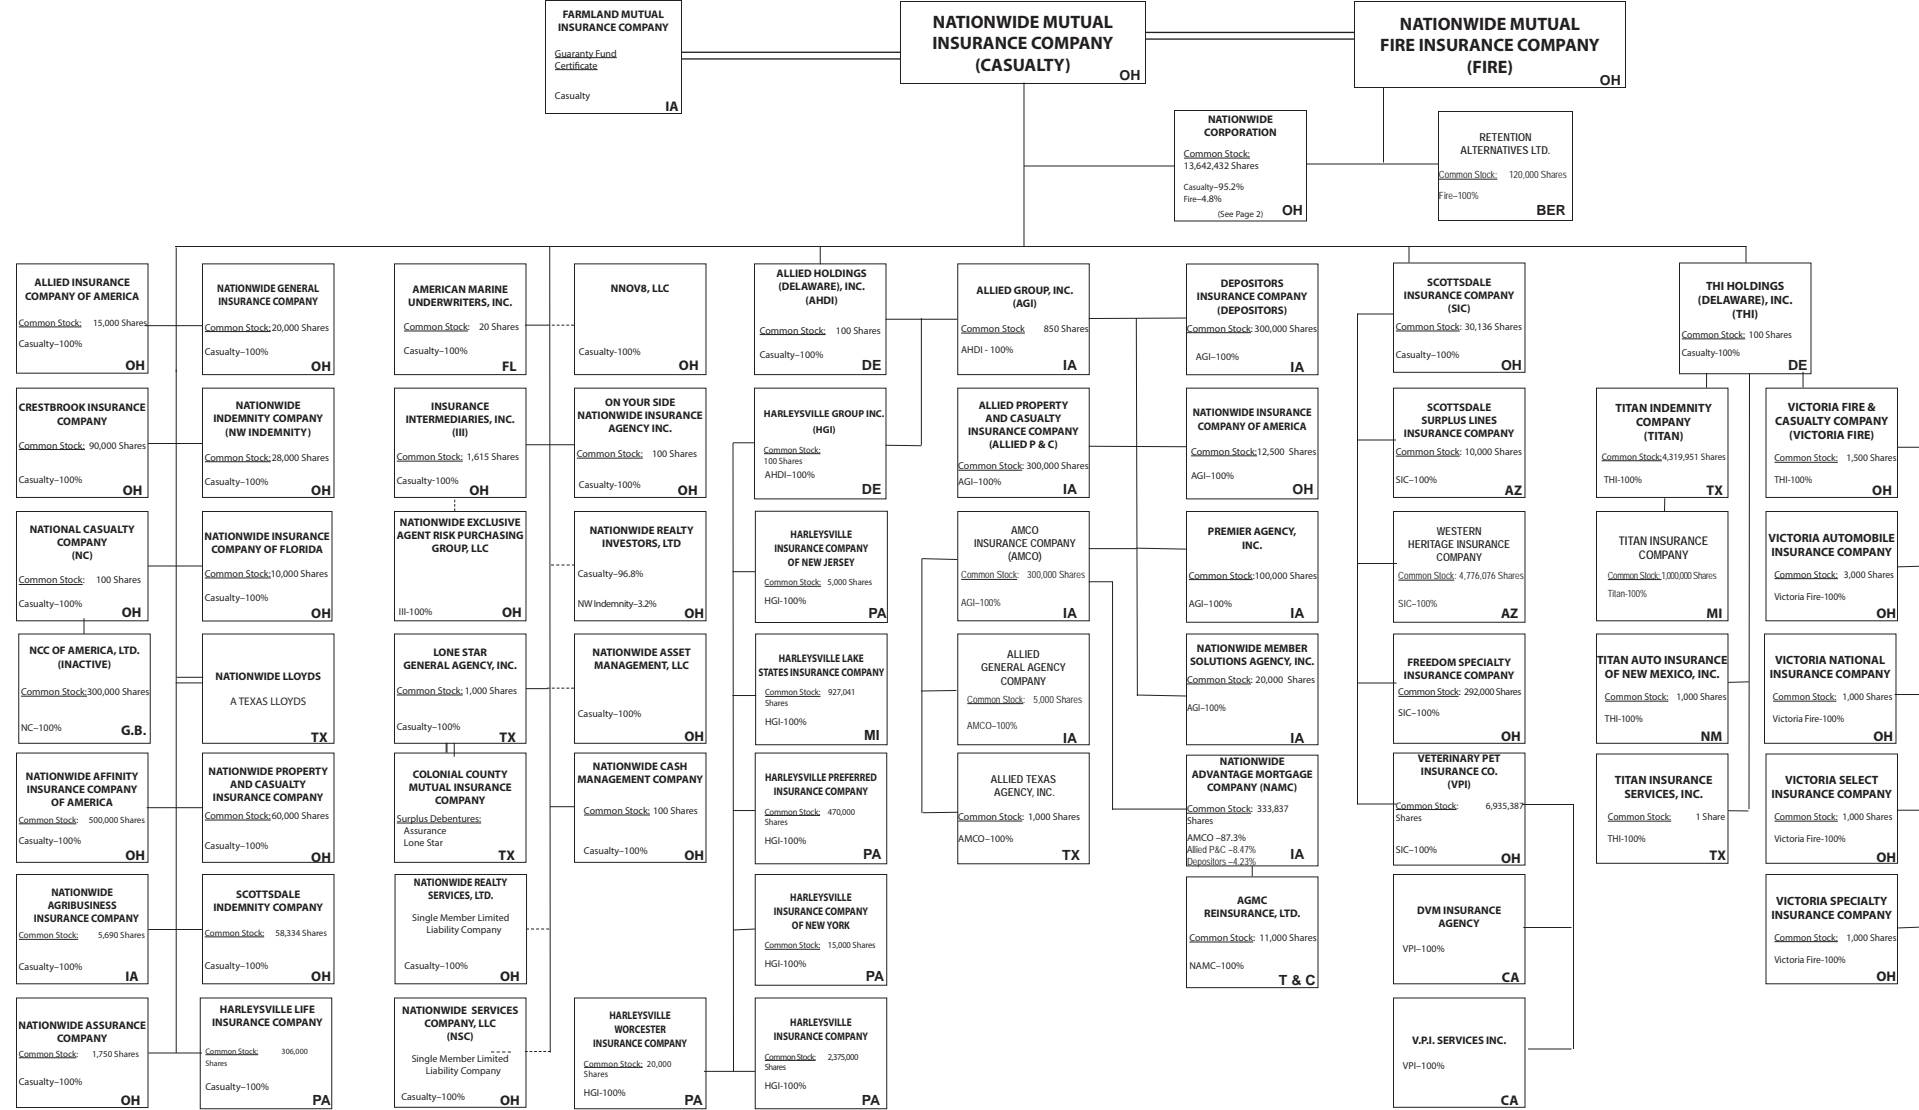 FARMLAND MUTUAL
INSURANCE COMPANY
Guaranty Fund
Certificate
Casualty
IA
NATIONWIDE MUTUAL
INSURANCE COMPANY
(CASUALTY)
OH
NATIONWIDE MUTUAL
FIRE INSURANCE COMPANY
(FIRE)
OH
NATIONWIDE
CORPORATION
Common Stock:
13,642,432 Shares
Casualty–95.2%
Fire–4.8%
(See Page 2)
OH
RETENTION
ALTERNATIVES LTD.
Common Stock: 120,000 Shares
Fire–100%
BER
ALLIED INSURANCE
COMPANY OF AMERICA
Common Stock: 15,000 Shares
Casualty–100%
OH
NATIONWIDE GENERAL
INSURANCE COMPANY
Common Stock: 20,000 Shares
Casualty–100%
OH
AMERICAN MARINE
UNDERWRITERS, INC.
Common Stock: 20 Shares
Casualty–100%
FL
NNOV8, LLC
Casualty-100%
OH
ALLIED HOLDINGS
(DELAWARE), INC.
(AHDI)
Common Stock: 100 Shares
Casualty–100%
DE
ALLIED GROUP, INC.
(AGI)
Common Stock 850 Shares
AHDI - 100%
IA
DEPOSITORS
INSURANCE COMPANY
(DEPOSITORS)
Common Stock: 300,000 Shares
AGI–100%
IA
SCOTTSDALE
INSURANCE COMPANY
(SIC)
Common Stock: 30,136 Shares
Casualty–100%
OH
THI HOLDINGS
(DELAWARE), INC.
(THI)
Common Stock: 100 Shares
Casualty-100%
DE
CRESTBROOK INSURANCE
COMPANY
Common Stock: 90,000 Shares
Casualty–100%
OH
NATIONWIDE
INDEMNITY COMPANY
(NW INDEMNITY)
Common Stock: 28,000 Shares
Casualty–100%
OH
INSURANCE
INTERMEDIARIES, INC.
(III)
Common Stock: 1,615 Shares
Casualty-100%
OH
ON YOUR SIDE
NATIONWIDE INSURANCE
AGENCY INC.
Common Stock: 100 Shares
Casualty–100%
OH
HARLEYSVILLE GROUP INC.
(HGI)
Common Stock:
100 Shares
AHDI–100%
DE
ALLIED PROPERTY
AND CASUALTY
INSURANCE COMPANY
(ALLIED P & C)
Common Stock: 300,000 Shares
AGI–100%
IA
NATIONWIDE INSURANCE
COMPANY OF AMERICA
Common Stock: 12,500 Shares
AGI–100%
OH
SCOTTSDALE
SURPLUS LINES
INSURANCE COMPANY
Common Stock: 10,000 Shares
SIC–100%
AZ
TITAN INDEMNITY
COMPANY
(TITAN)
Common Stock: 4,319,951 Shares
THI-100%
TX
VICTORIA FIRE &
CASUALTY COMPANY
(VICTORIA FIRE)
Common Stock: 1,500 Shares
THI-100%
OH
NATIONAL CASUALTY
COMPANY
(NC)
Common Stock: 100 Shares
Casualty–100%
OH
NATIONWIDE INSURANCE
COMPANY OF FLORIDA
Common Stock: 10,000 Shares
Casualty–100%
OH
NATIONWIDE EXCLUSIVE
AGENT RISK PURCHASING
GROUP, LLC
III-100%
OH
NATIONWIDE REALTY
INVESTORS, LTD
Casualty–96.8%
NW Indemnity–3.2%
OH
HARLEYSVILLE
INSURANCE COMPANY
OF NEW JERSEY
Common Stock: 5,000 Shares
HGI-100%
PA
AMCO
INSURANCE COMPANY
(AMCO)
Common Stock: 300,000 Shares
AGI–100%
IA
PREMIER AGENCY,
INC.
Common Stock: 100,000 Shares
AGI–100%
IA
WESTERN
HERITAGE INSURANCE
COMPANY
Common Stock: 4,776,076 Shares
SIC–100%
AZ
TITAN INSURANCE
COMPANY
Common Stock: 1,000,000 Shares
Titan-100%
MI
VICTORIA AUTOMOBILE
INSURANCE COMPANY
Common Stock: 3,000 Shares
Victoria Fire-100%
OH
NCC OF AMERICA, LTD.
(INACTIVE)
Common Stock: 300,000 Shares
NC–100%
G.B.
NATIONWIDE LLOYDS
A TEXAS LLOYDS
TX
LONE STAR
GENERAL AGENCY, INC.
Common Stock: 1,000 Shares
Casualty–100%
TX
NATIONWIDE ASSET
MANAGEMENT, LLC
Casualty–100%
OH
HARLEYSVILLE LAKE
STATES INSURANCE COMPANY
Common Stock: 927,041
Shares
HGI-100%
MI
ALLIED
GENERAL AGENCY
COMPANY
Common Stock: 5,000 Shares
AMCO–100%
IA
NATIONWIDE MEMBER
SOLUTIONS AGENCY, INC.
Common Stock: 20,000 Shares
AGI–100%
IA
FREEDOM SPECIALTY
INSURANCE COMPANY
Common Stock: 292,000 Shares
SIC–100%
OH
TITAN AUTO INSURANCE
OF NEW MEXICO, INC.
Common Stock: 1,000 Shares
THI-100%
NM
VICTORIA NATIONAL
INSURANCE COMPANY
Common Stock: 1,000 Shares
Victoria Fire-100%
OH
NATIONWIDE AFFINITY
INSURANCE COMPANY
OF AMERICA
Common Stock: 500,000 Shares
Casualty–100%
OH
NATIONWIDE PROPERTY
AND CASUALTY
INSURANCE COMPANY
Common Stock: 60,000 Shares
Casualty–100%
OH
COLONIAL COUNTY
MUTUAL INSURANCE
COMPANY
Surplus Debentures:
Assurance
Lone Star
TX
NATIONWIDE CASH
MANAGEMENT COMPANY
Common Stock: 100 Shares
Casualty–100%
OH
HARLEYSVILLE PREFERRED
INSURANCE COMPANY
Common Stock: 470,000
Shares
HGI-100%
PA
ALLIED TEXAS
AGENCY, INC.
Common Stock: 1,000 Shares
AMCO–100%
TX
NATIONWIDE
ADVANTAGE MORTGAGE
COMPANY (NAMC)
Common Stock: 333,837
Shares
AMCO –87.3%
Allied P&C –8.47%
Depositors –4.23%
IA
VETERINARY PET
INSURANCE CO.
(VPI)
Common Stock: 6,935,387
Shares
SIC–100%
OH
TITAN INSURANCE
SERVICES, INC.
Common Stock: 1 Share
THI-100%
TX
VICTORIA SELECT
INSURANCE COMPANY
Common Stock: 1,000 Shares
Victoria Fire-100%
OH
NATIONWIDE
AGRIBUSINESS
INSURANCE COMPANY
Common Stock: 5,690 Shares
Casualty–100%
IA
SCOTTSDALE
INDEMNITY COMPANY
Common Stock: 58,334 Shares
Casualty–100%
OH
NATIONWIDE REALTY
SERVICES, LTD.
Single Member Limited
Liability Company
Casualty–100%
OH
HARLEYSVILLE
INSURANCE COMPANY
OF NEW YORK
Common Stock: 15,000 Shares
HGI-100%
PA
AGMC
REINSURANCE, LTD.
Common Stock: 11,000 Shares
NAMC–100%
T & C
DVM INSURANCE
AGENCY
VPI–100%
CA
VICTORIA SPECIALTY
INSURANCE COMPANY
Common Stock: 1,000 Shares
Victoria Fire-100%
OH
NATIONWIDE ASSURANCE
COMPANY
Common Stock: 1,750 Shares
Casualty–100%
OH
HARLEYSVILLE LIFE
INSURANCE COMPANY
Common Stock: 306,000
Shares
Casualty–100%
PA
NATIONWIDE SERVICES
COMPANY, LLC
(NSC)
Single Member Limited
Liability Company
Casualty–100%
OH
HARLEYSVILLE
WORCESTER
INSURANCE COMPANY
Common Stock: 20,000
Shares
HGI-100%
PA
HARLEYSVILLE
INSURANCE COMPANY
Common Stock: 2,375,000
Shares
HGI-100%
PA
V.P.I. SERVICES INC.
VPI–100%
CA